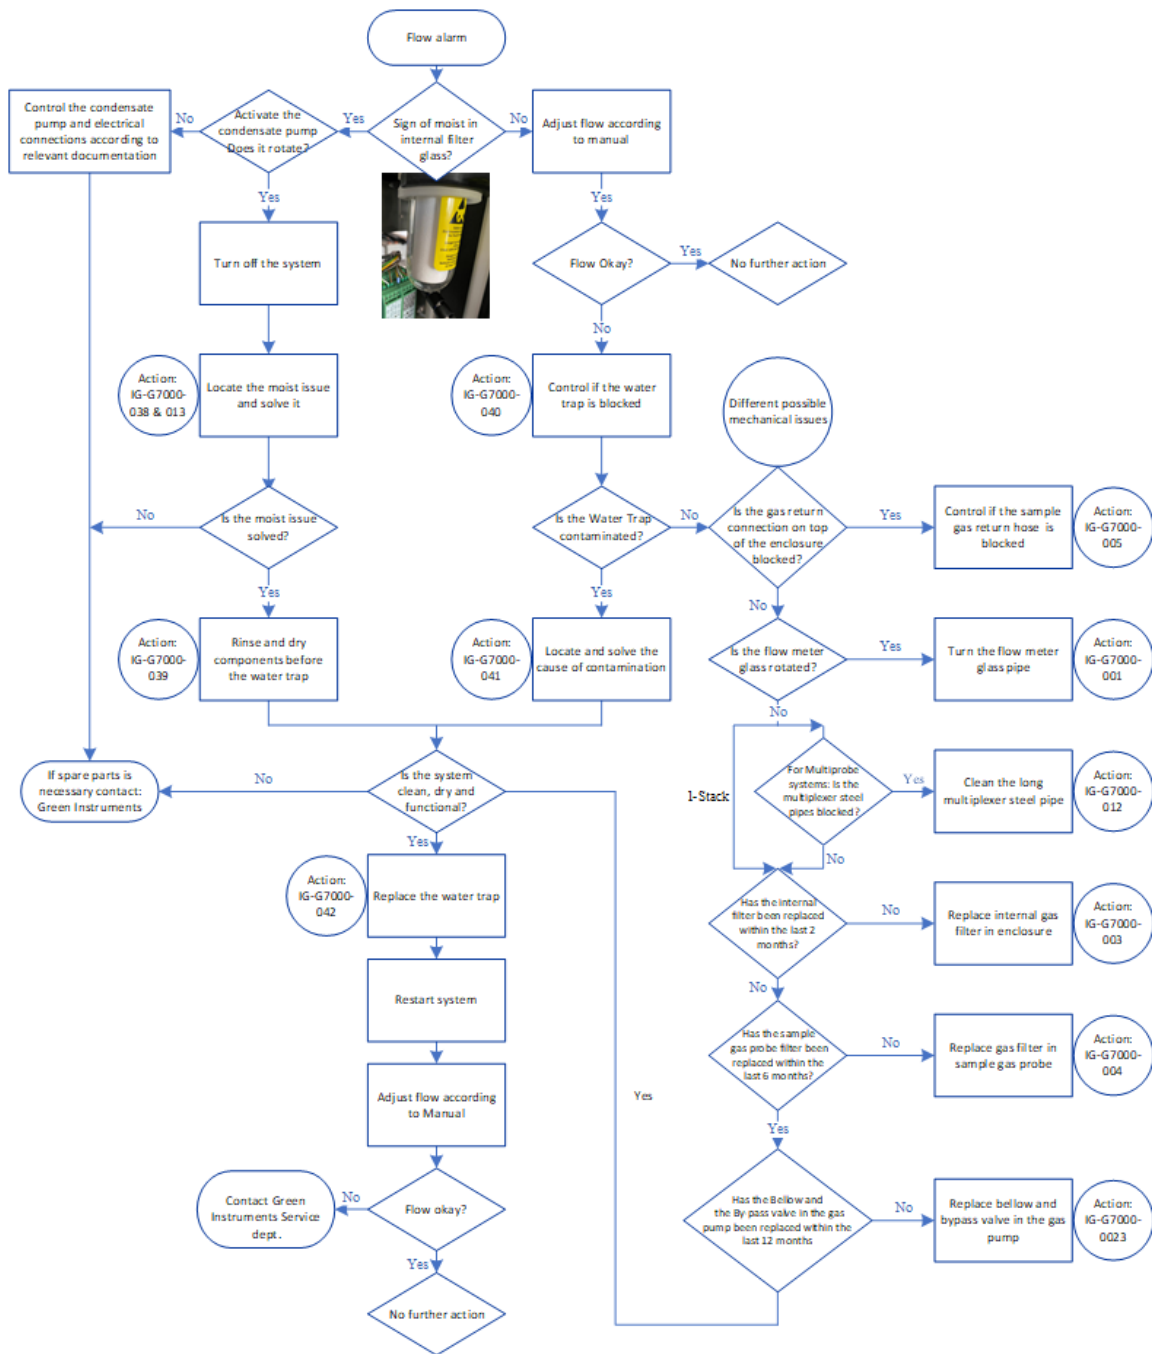 Flow alarm
Control the condensate
pump and electrical
connections according to
relevant documentation
No
Activate the
condensate pump
Does it rotate?
Yes
Sign of moist in
internal filter
glass?
No
Adjust flow according
to manual
Yes
Yes
Turn off the system
Flow Okay?
Yes
No further action
No
Action:
IG-G7000-
038 & 013
Locate the moist issue
and solve it
Action:
IG-G7000-
040
Control if the water
trap is blocked
Different possible
mechanical issues
No
Is the moist issue
solved?
Is the Water Trap
contaminated?
No
Is the gas return
connection on top
of the enclosure
blocked?
Yes
Control if the sample
gas return hose is
blocked
Action:
IG-G7000-
005
Yes
Yes
No
Action:
IG-G7000-
039
Rinse and dry
components before
the water trap
Action:
IG-G7000-
041
Locate and solve the
cause of contamination
Is the flow meter
glass rotated?
Yes
Turn the flow meter
glass pipe
Action:
IG-G7000-
001
No
If spare parts is
necessary contact:
Green Instruments
No
Is the system
clean, dry and
functional?
1-Stack
For Multiprobe
systems: Is the
multiplexer steel
pipes blocked?
Yes
Clean the long
multiplexer steel pipe
Action:
IG-G7000-
012
Yes
No
Action:
IG-G7000-
042
Replace the water trap
Has the internal
filter been replaced
within the last 2
months?
No
Replace internal gas
filter in enclosure
Action:
IG-G7000-
003
No
Restart system
Has the sample
gas probe filter been
replaced within the
last 6 months?
No
Replace gas filter in
sample gas probe
Action:
IG-G7000-
004
Adjust flow according
to Manual
Yes
Yes
Contact Green
Instruments Service
dept.
No
Flow okay?
Has the Bellow and
the By-pass valve in the gas
pump been replaced within the
last 12 months
No
Replace bellow and
bypass valve in the gas
pump
Action:
IG-G7000-
0023
Yes
No further action